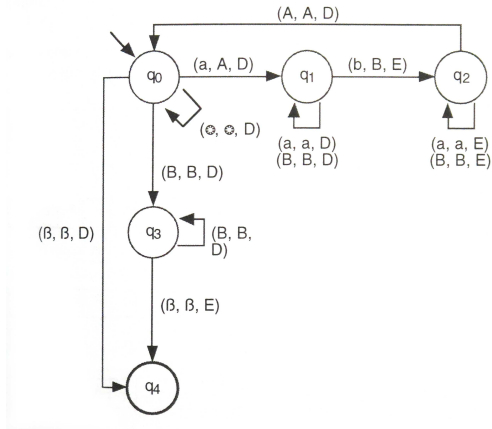 (A, A, D)
q0
(a, A, D)
q1
(b, B, E)
q2
(✪, ✪, D)
(a, a, D)
(B, B, D)
(a, a, E)
(B, B, E)
(B, B, D)
(ß, ß, D)
q3
(B, B,
D)
(ß, ß, E)
q4